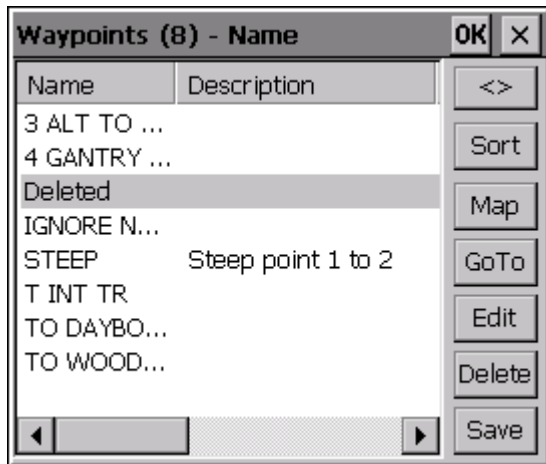 Waypoints (8) - Name OK ×
Name Description <>
3 ALT TO ...
4 GANTRY ... Sort
Deleted Map
IGNORE N...
STEEP Steep point 1 to 2 GoTo
T INT TR
TO DAYBO... Edit
TO WOOD... Delete
Save